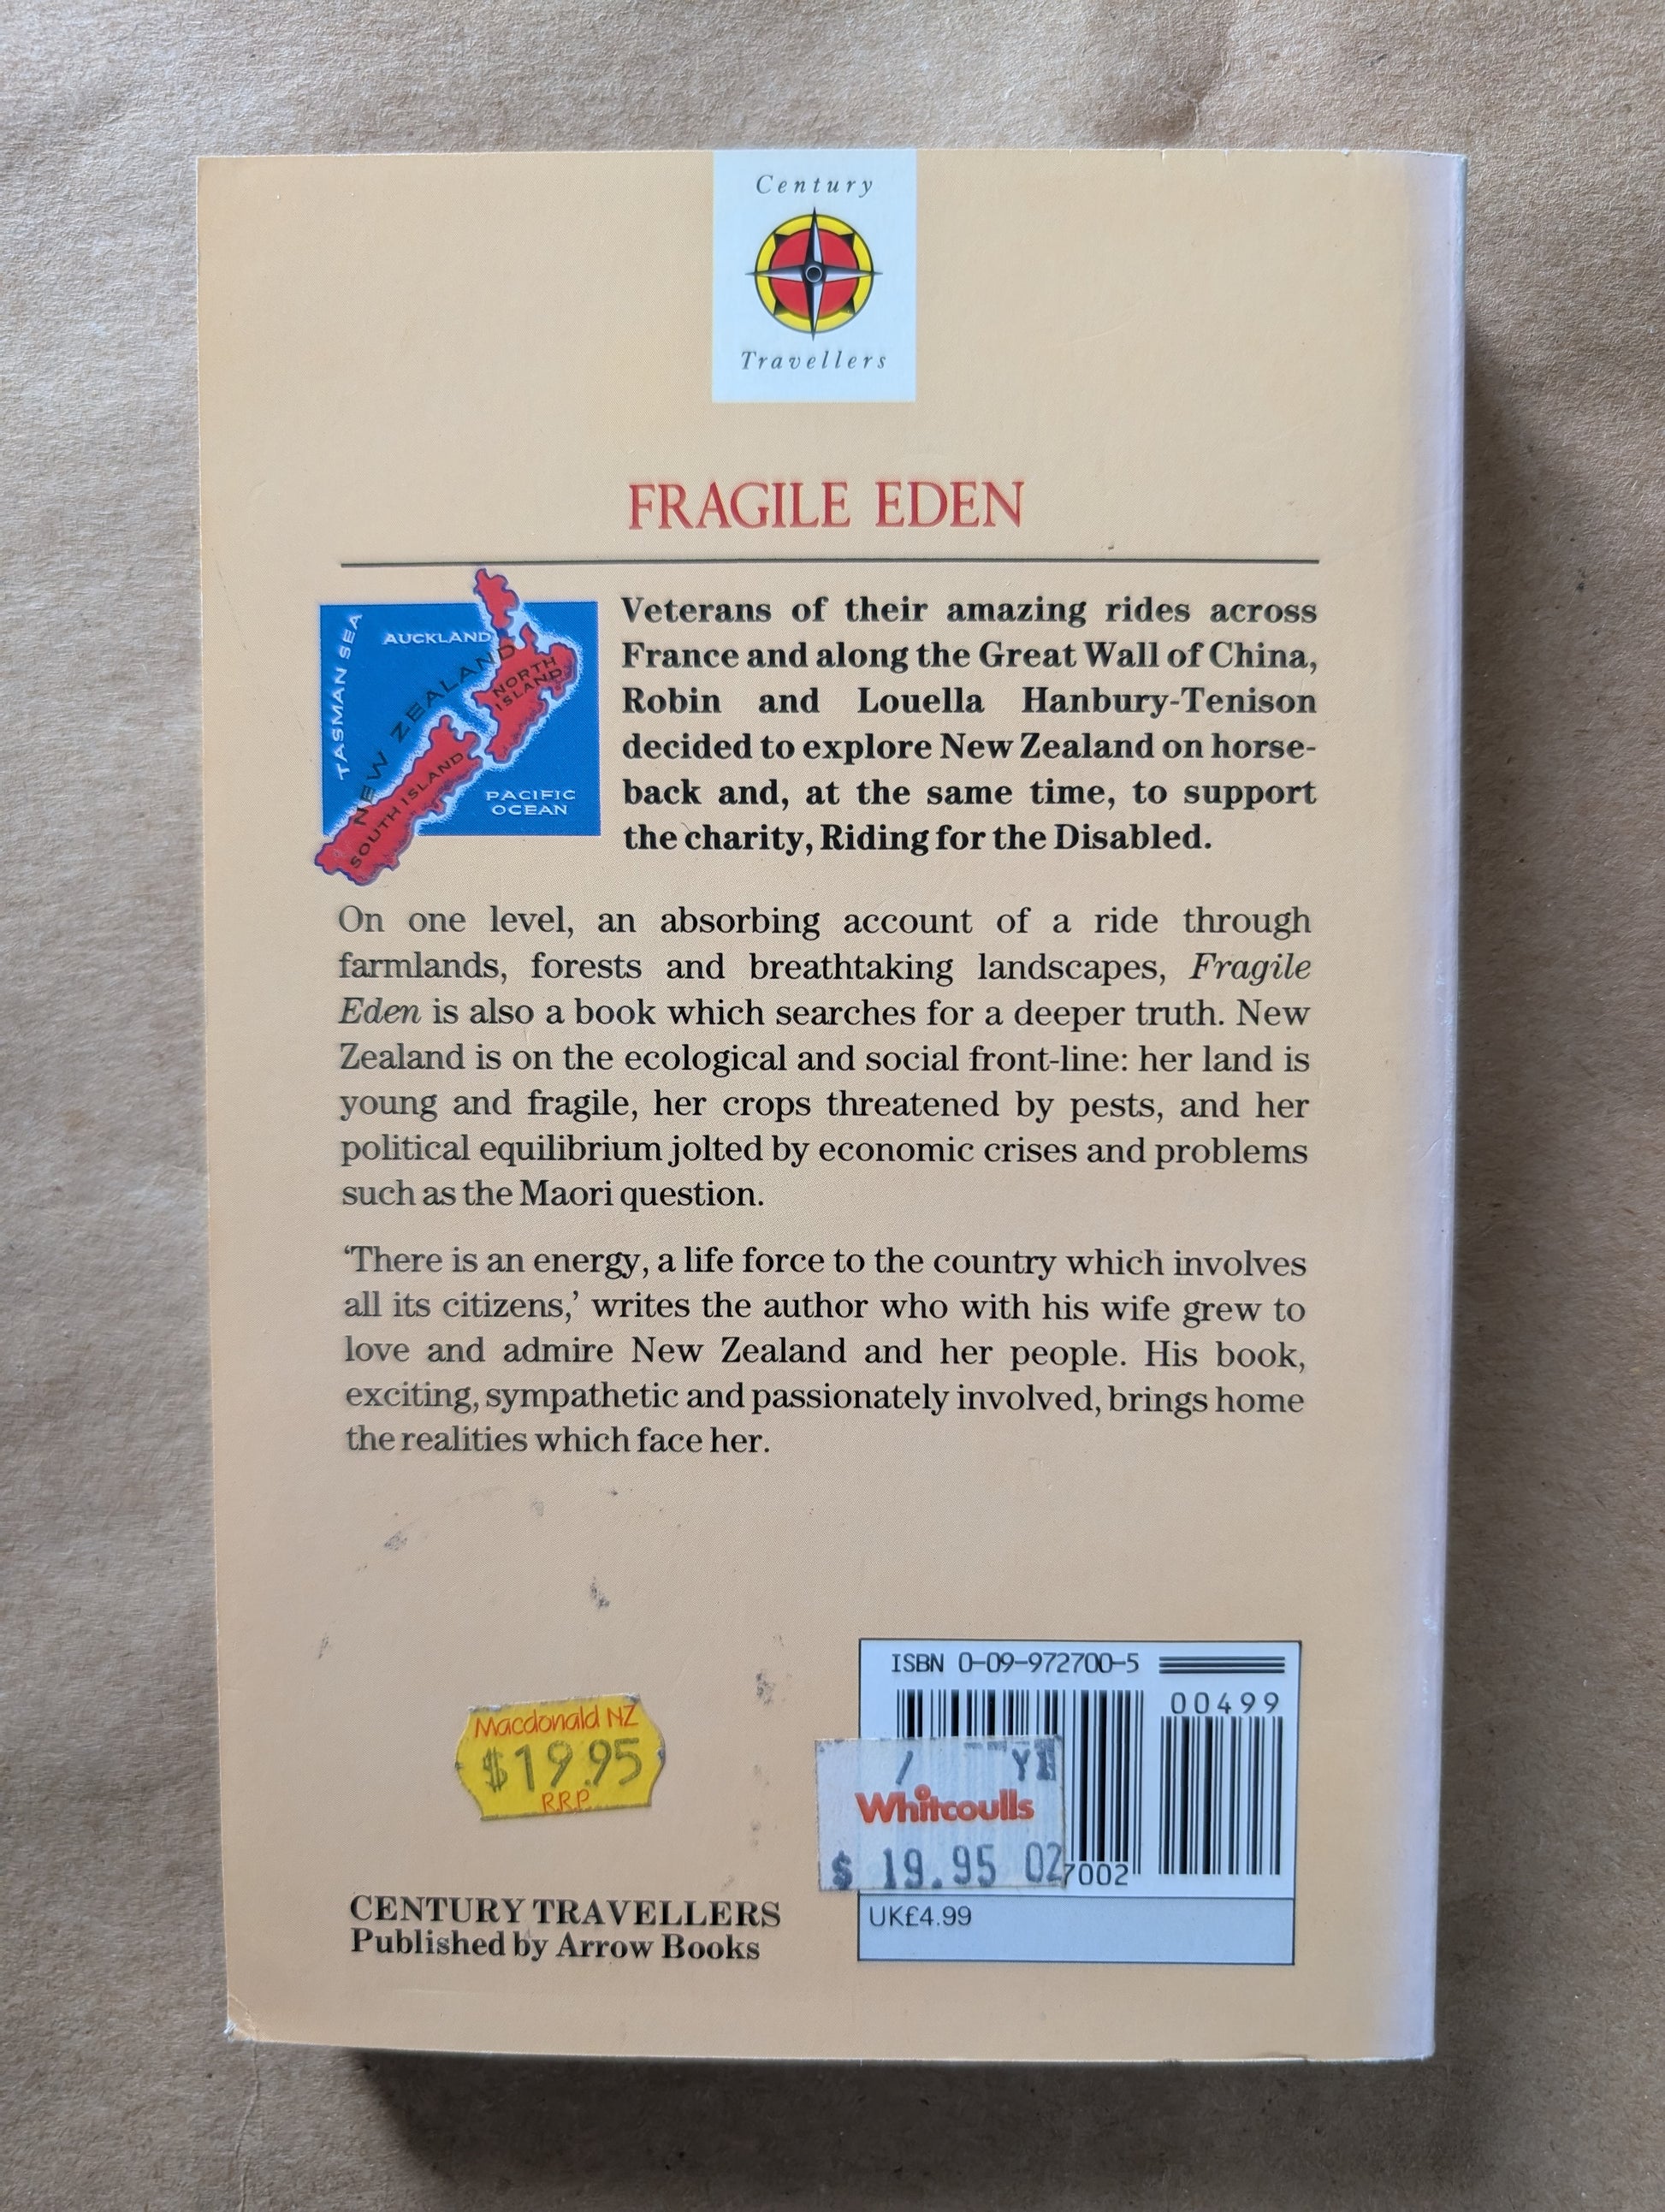 Century
Travellers
FRAGILE EDEN
TASMAN SEA
AUCKLAND
NEW ZEALAND
NORTH
ISLAND
SOUTH ISLAND
PACIFIC
OCEAN
Veterans of their amazing rides across
France and along the Great Wall of China,
Robin and Louella Hanbury-Tenison
decided to explore New Zealand on horse-
back and, at the same time, to support
the charity, Riding for the Disabled.
On one level, an absorbing account of a ride through
farmlands, forests and breathtaking landscapes, Fragile
Eden is also a book which searches for a deeper truth. New
Zealand is on the ecological and social front-line: her land is
young and fragile, her crops threatened by pests, and her
political equilibrium jolted by economic crises and problems
such as the Maori question.
‘There is an energy, a life force to the country which involves
all its citizens,’ writes the author who with his wife grew to
love and admire New Zealand and her people. His book,
exciting, sympathetic and passionately involved, brings home
the realities which face her.
Macdonald NZ
$19.95
R.R.P.
CENTURY TRAVELLERS
Published by Arrow Books
ISBN 0-09-972700-5
00499
Whitcoulls
$ 19.95 02
7002
UK£4.99